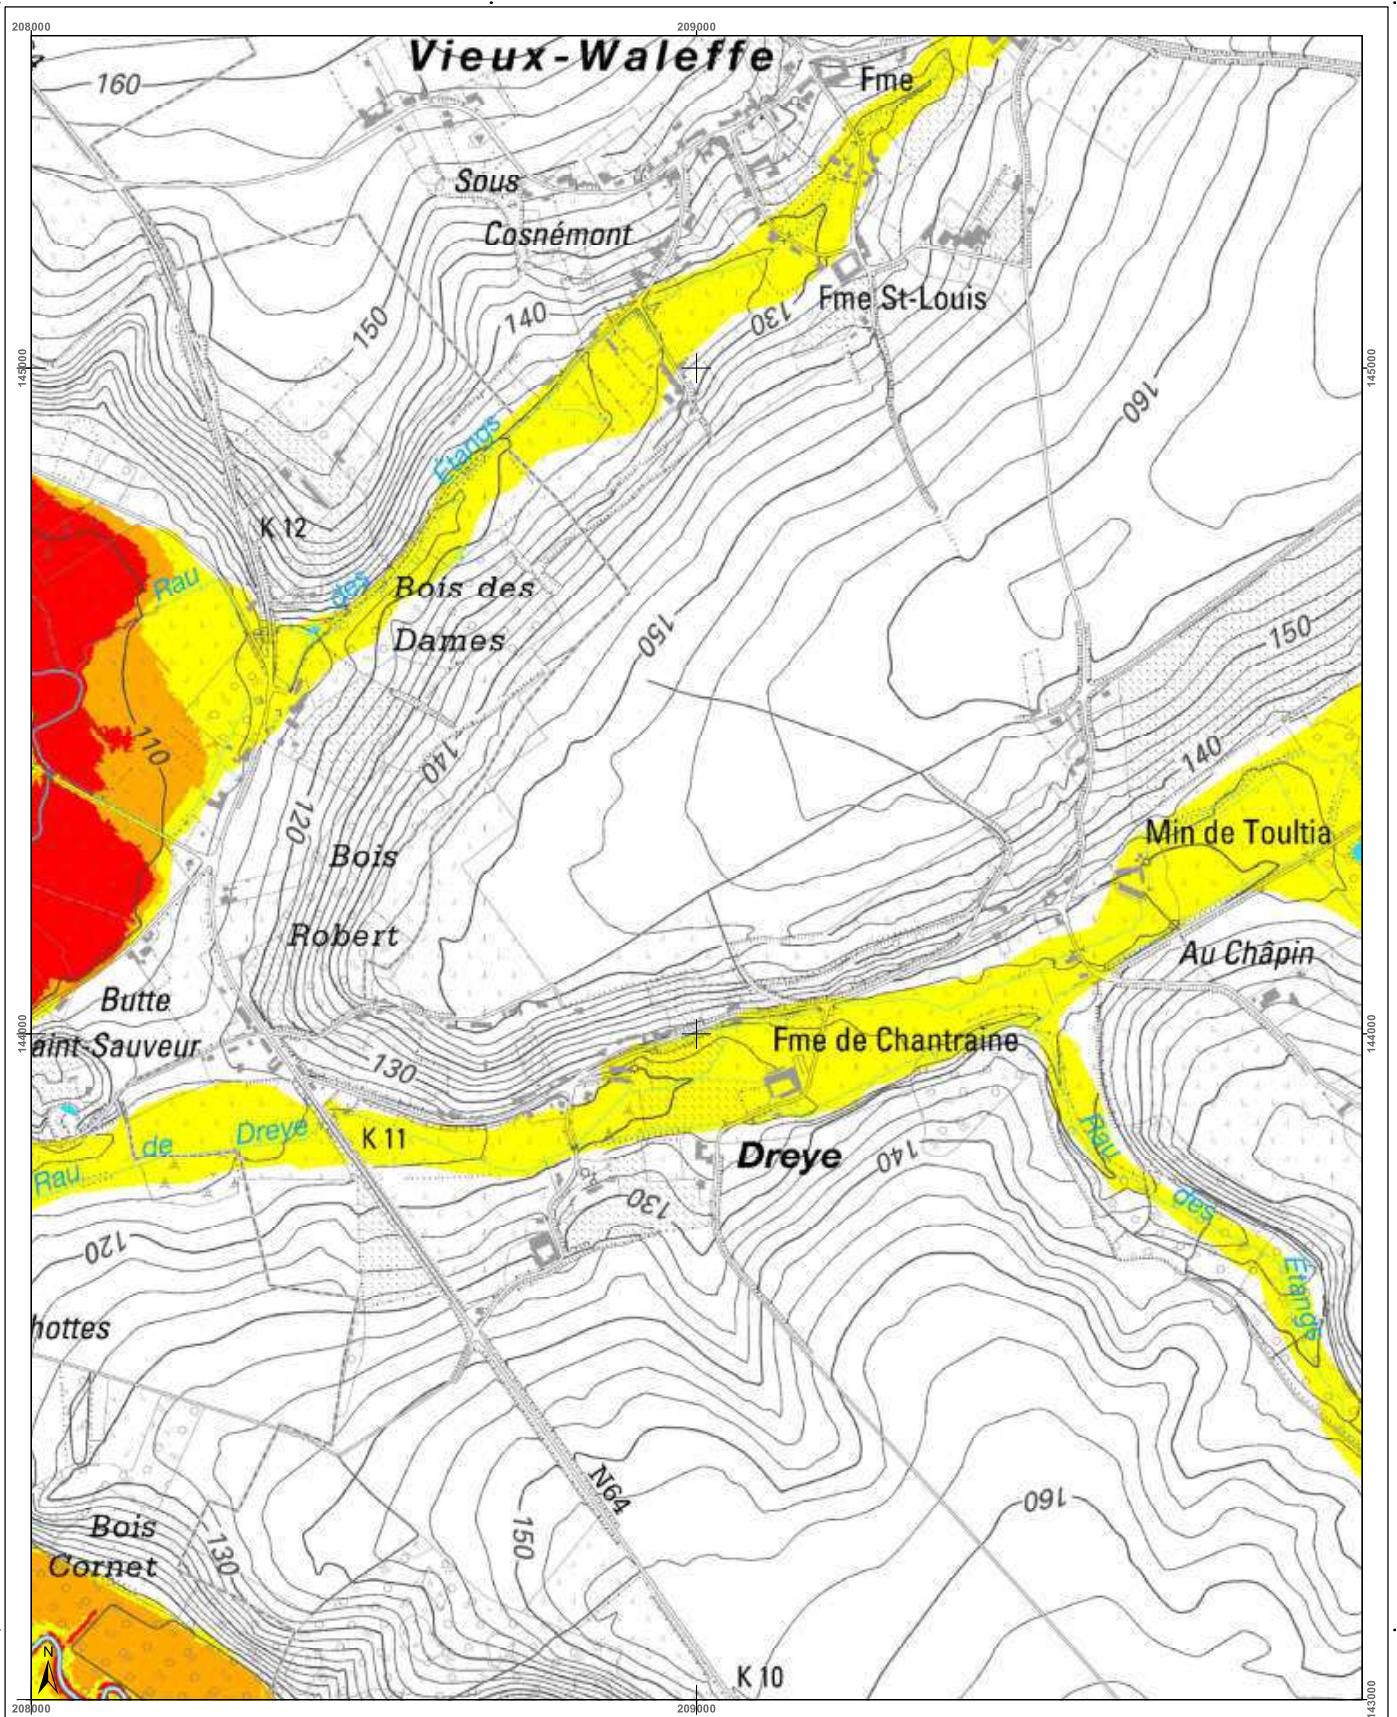 208000
209000
Vieux-Waleffe
160
Fme
Sous
Cosnémont
150
140
130
Fme St-Louis
145000
145000
160
Étangs
K 12
Rau
des
Bois des
Dames
150
150
110
140
140
120
Min de Toultia
Bois
Robert
Au Châpin
Butte
aint-Sauveur
144000
144000
Fme de Chantraine
130
Rau
de
Dreye
K 11
Rau
Dreye
140
des
130
120
Étangs
hottes
N64
160
Bois
Cornet
130
150
N
K 10
208000
209000
143000